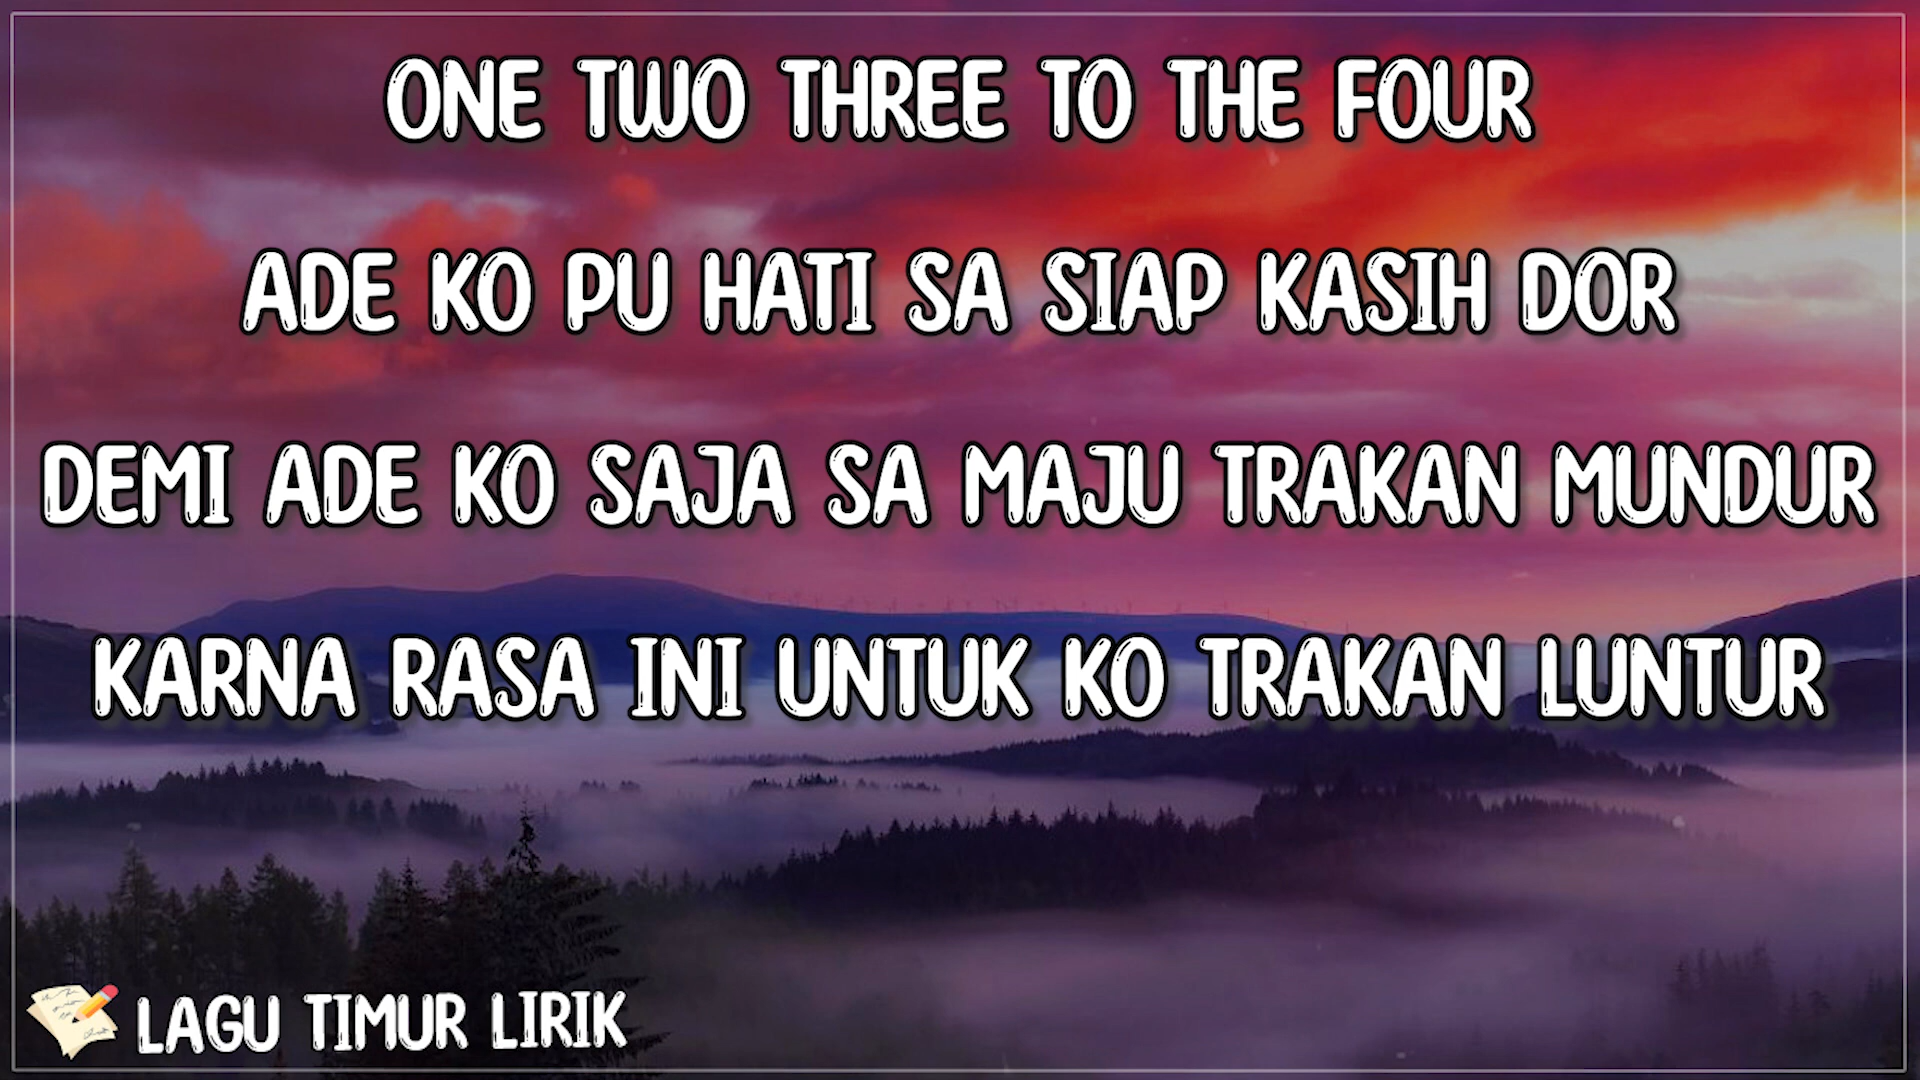 ONE TWO THREE TO THE FOUR
ADE KO PU HATI SA SIAP KASIH DOR
DEMI ADE KO SAJA SA MAJU TRAKAN MUNDUR
KARNA RASA INI UNTUK KO TRAKAN LUNTUR
LAGU TIMUR LIRIK